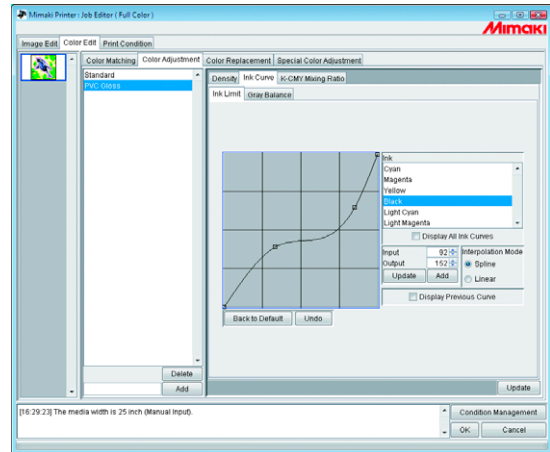 Mimaki Printer : Job Editor ( Full Color )
Mimaki
Image Edit Color Edit Print Condition
Color Matching Color Adjustment Color Replacement Special Color Adjustment
Standard
PVC Gloss
Density Ink Curve K-CMY Mixing Ratio
Ink Limit Gray Balance
Ink
Cyan
Magenta
Yellow
Black
Light Cyan
Light Magenta
Display All Ink Curves
Input 92
Output 152
Update Add
Interpolation Mode
Spline
Linear
Display Previous Curve
Back to Default Undo
Delete
Add
Update
[16:29:23] The media width is 25 inch (Manual Input).
Condition Management
OK Cancel